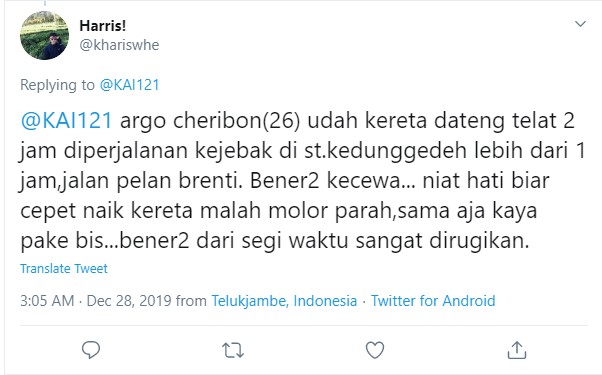 Harris!
@khariswhe
Replying to @KAI121
@KAI121 argo cheribon(26) udah kereta dateng telat 2
jam diperjalanan kejebak di st.kedunggedeh lebih dari 1
jam,jalan pelan brenti. Bener2 kecewa... niat hati biar
cepet naik kereta malah molor parah,sama aja kaya
pake bis...bener2 dari segi waktu sangat dirugikan.
Translate Tweet
3:05 AM · Dec 28, 2019 from Telukjambe, Indonesia · Twitter for Android